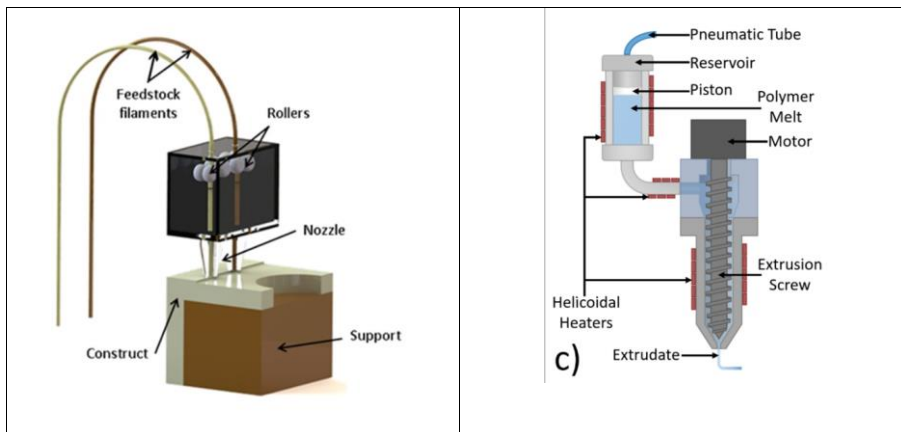 Feedstock
filaments
Rollers
Nozzle
Support
Construct
Pneumatic Tube
Reservoir
Piston
Polymer
Melt
Motor
Extrusion
Screw
Helicoidal
Heaters
Extrudate
c)